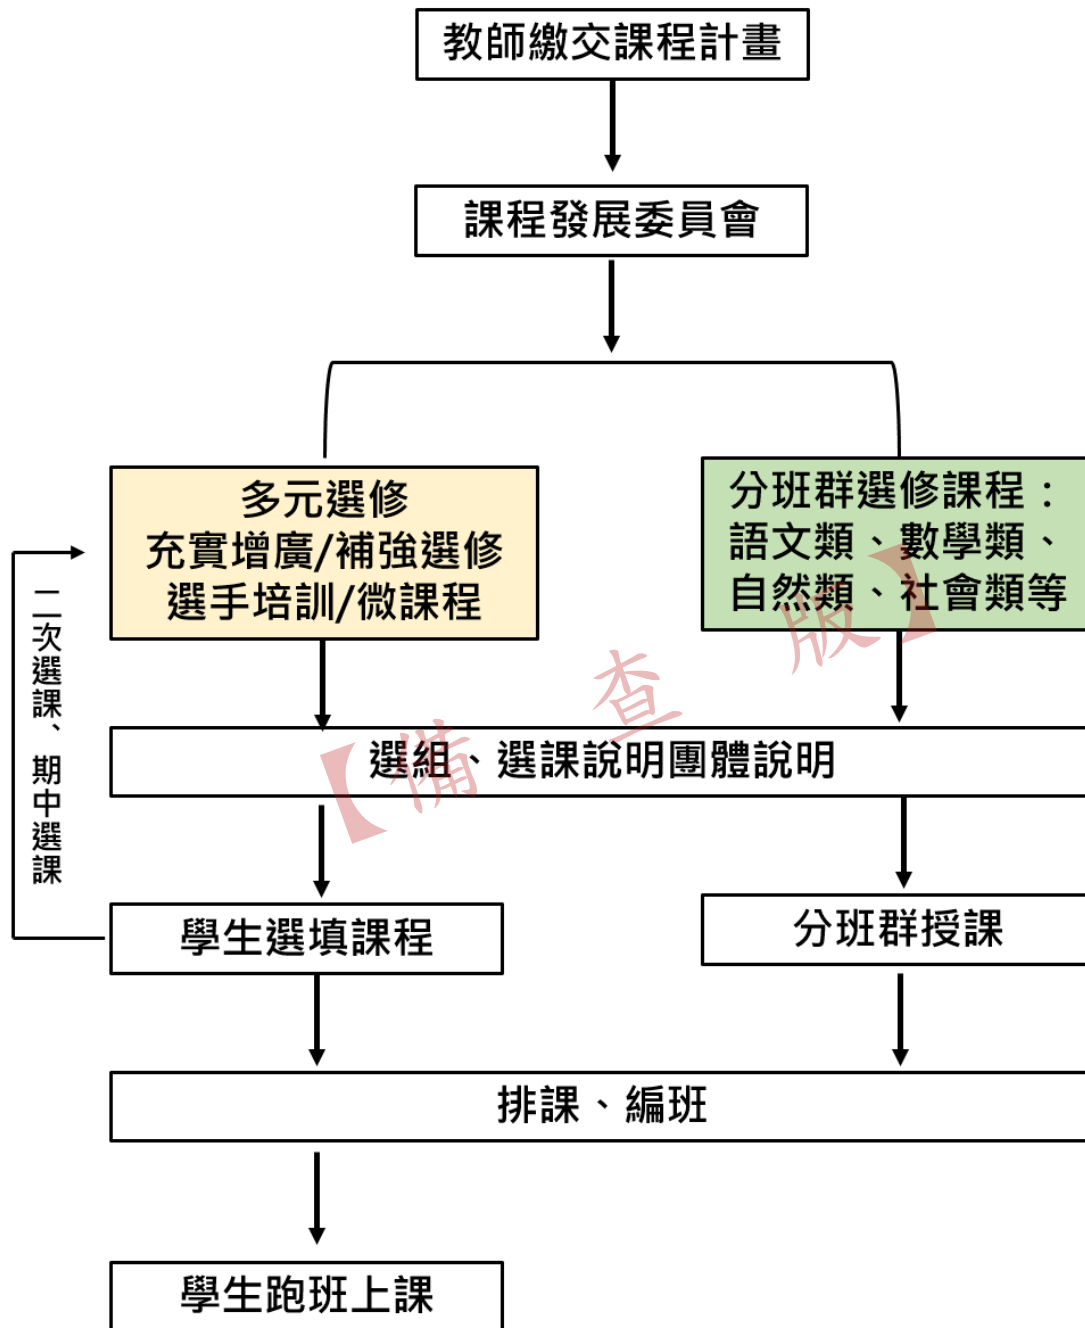 教師繳交課程計畫
課程發展委員會
多元選修
充實增廣/補強選修
選手培訓/微課程
分班群選修課程：
語文類、數學類、
自然類、社會類等
二次選課、期中選課
選組、選課說明團體說明
學生選填課程
分班群授課
排課、編班
學生跑班上課
【備查版】